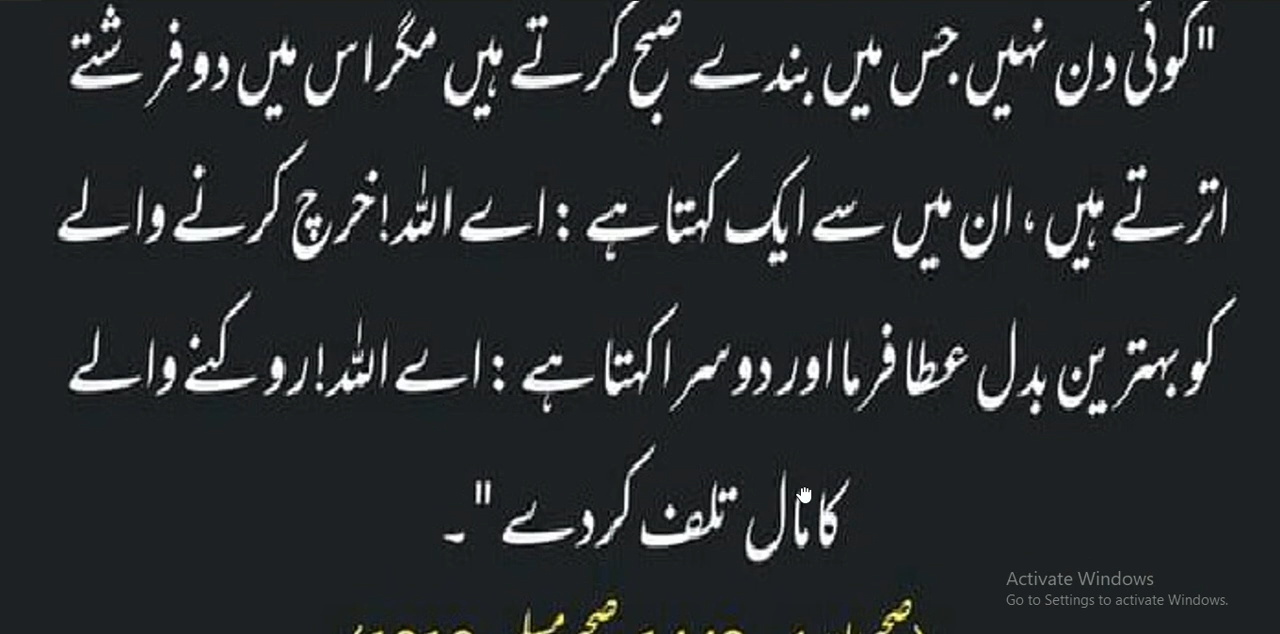 "کوئی دن نہیں جس میں بندے صبح کرتے ہیں مگر اس میں دو فرشتے
اترتے ہیں، ان میں سے ایک کہتا ہے : اے اللہ! خرچ کرنے والے
کو بہترین بدل عطا فرما اور دوسرا کہتا ہے : اے اللہ! روکنے والے
کا مال تلف کر دے "۔
Activate Windows
Go to Settings to activate Windows.